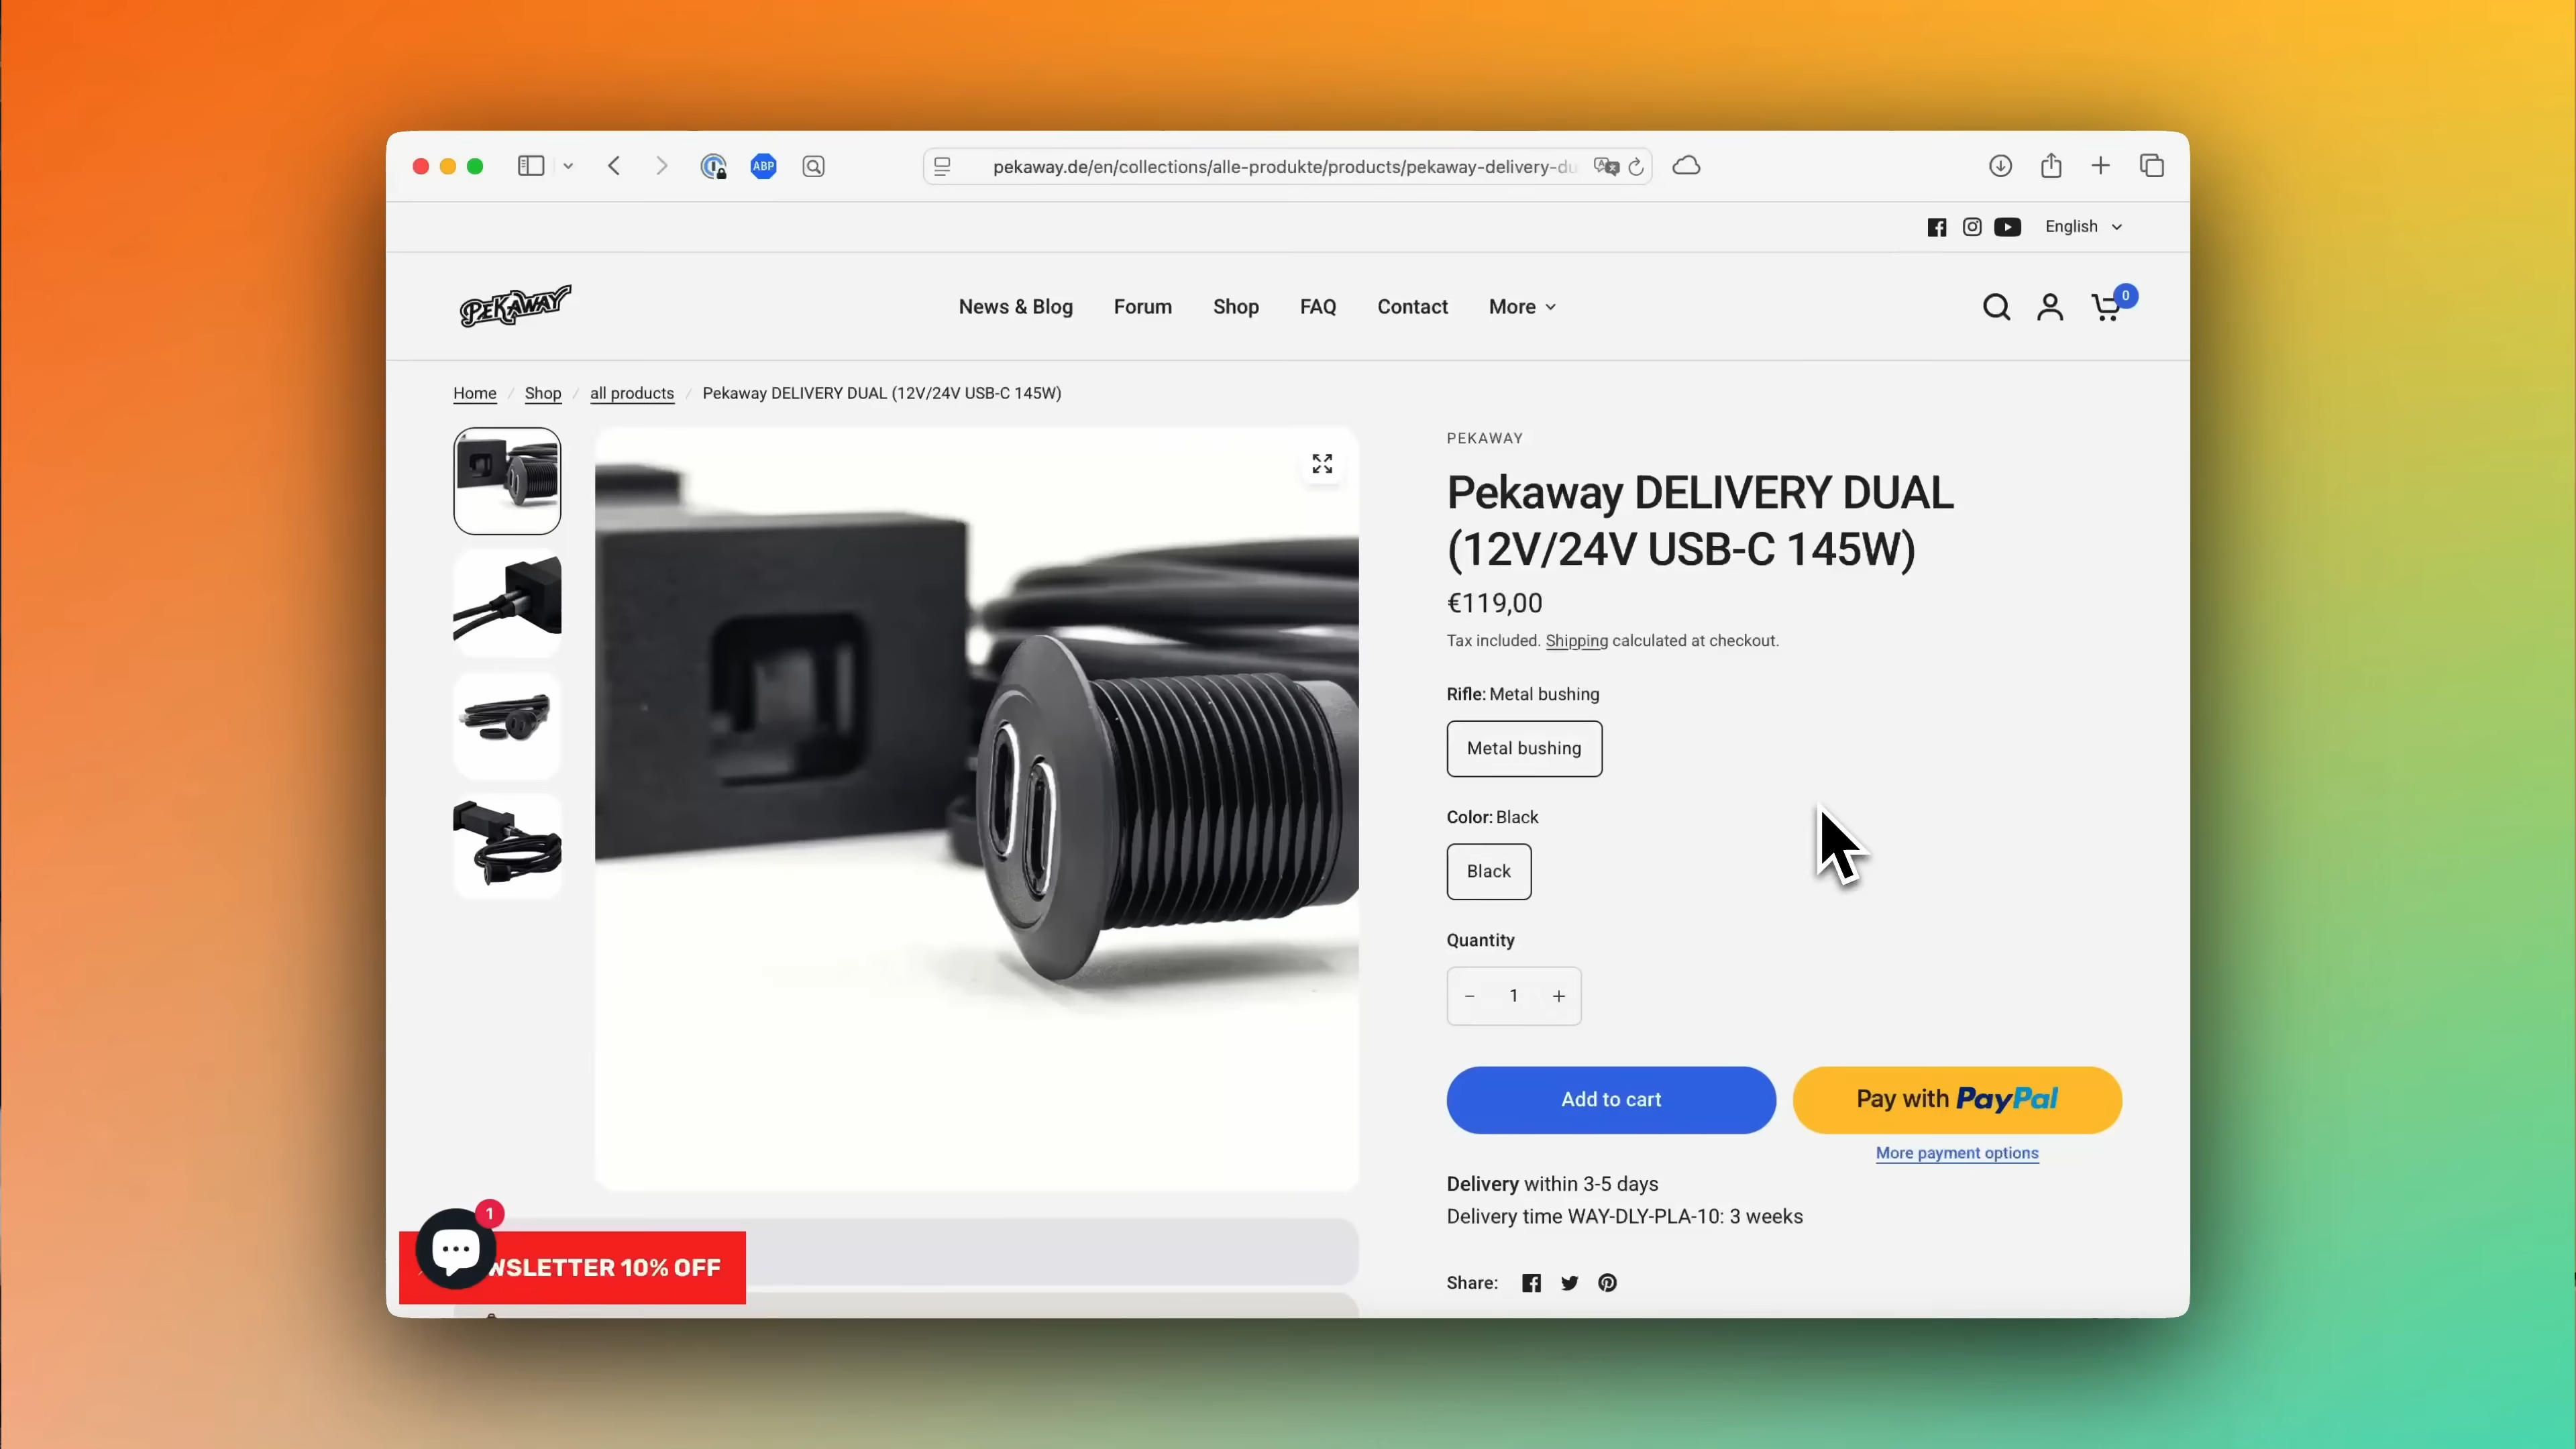 ABP
pekaway.de/en/collections/alle-produkte/products/pekaway-delivery-du
English
PEKAWAY
News & Blog
Forum
Shop
FAQ
Contact
More
0
Home / Shop / all products / Pekaway DELIVERY DUAL (12V/24V USB-C 145W)
PEKAWAY
Pekaway DELIVERY DUAL
(12V/24V USB-C 145W)
€119,00
Tax included. Shipping calculated at checkout.
Rifle: Metal bushing
Metal bushing
Color: Black
Black
Quantity
− 1 +
Add to cart
Pay with PayPal
More payment options
Delivery within 3-5 days
Delivery time WAY-DLY-PLA-10: 3 weeks
Share:
1
WSLETTER 10% OFF